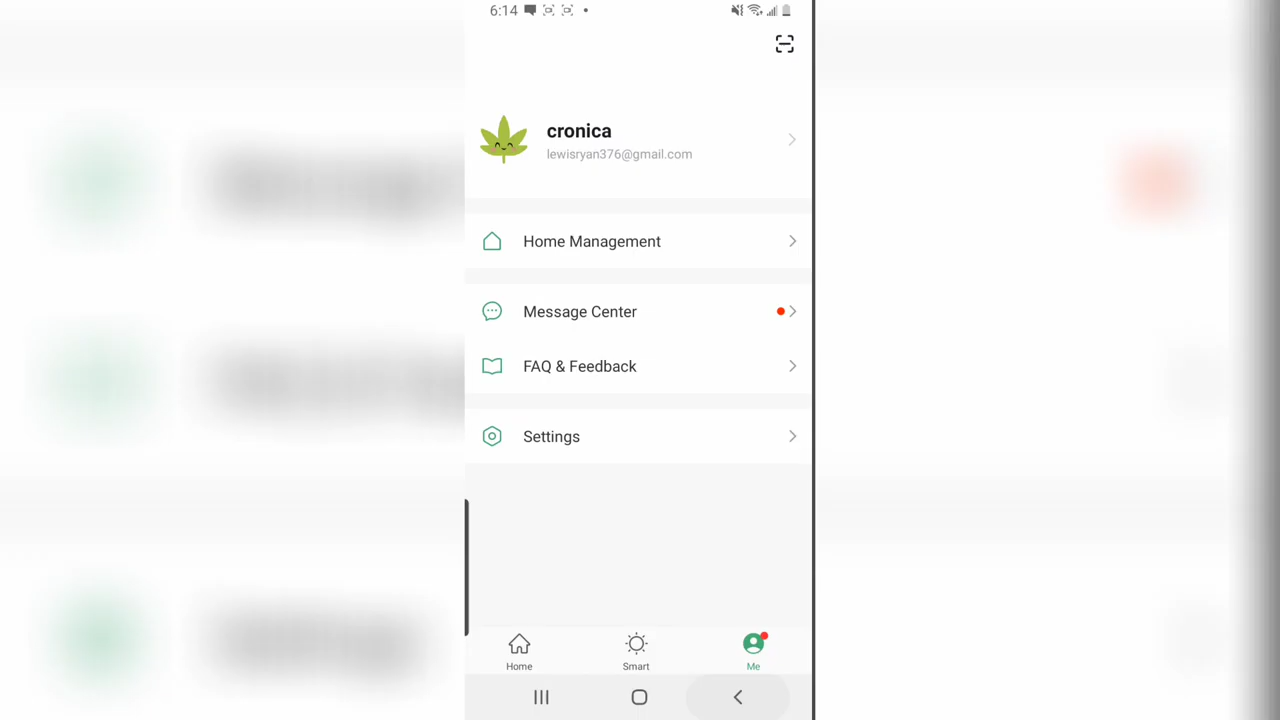 6:14
cronica
lewisryan376@gmail.com
Home Management
Message Center
FAQ & Feedback
Settings
Home
Smart
Me